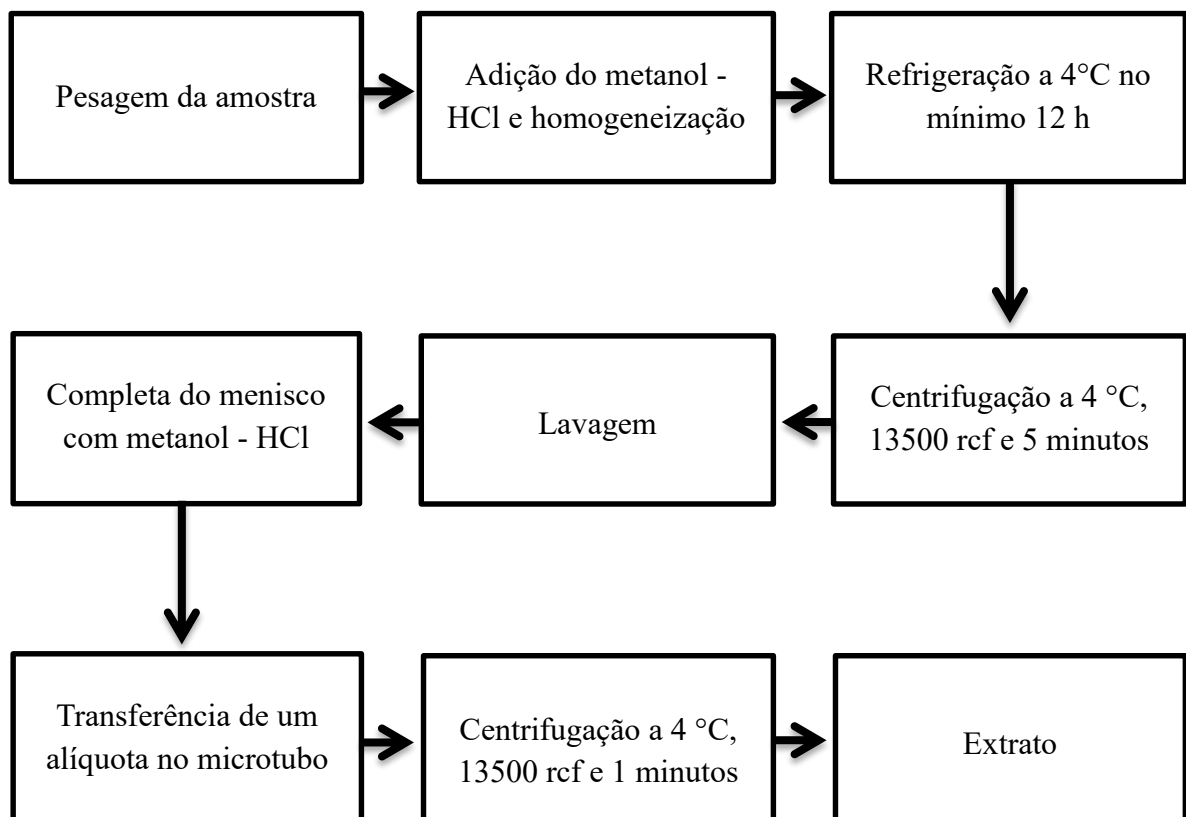 Pesagem da amostra
Adição do metanol -
HCl e homogeneização
Refrigeração a 4°C no
mínimo 12 h
Centrifugação a 4 °C,
13500 rcf e 5 minutos
Lavagem
Completa do menisco
com metanol - HCl
Transferência de um
alíquota no microtubo
Centrifugação a 4 °C,
13500 rcf e 1 minutos
Extrato